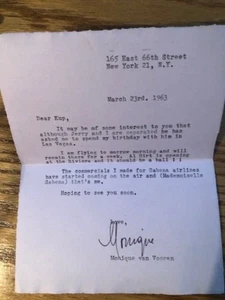 165 East 66th Street
New York 21, N.Y.
March 23rd. 1963
Dear Emp,
It may be of some interest to you that
although Jerry and I are separated he has
asked me to spend my birthday with him in
Las Vegas.
I am flying to morrow morning and will
remain there for a week. is opening
at the Riviera and it should be a ball !
The commercials I made for Sabena airlines
have started coming on the air and (Mademoiselle
Sabena) that's me.
Hoping to see you soon.
Monique
Monique van Vooren